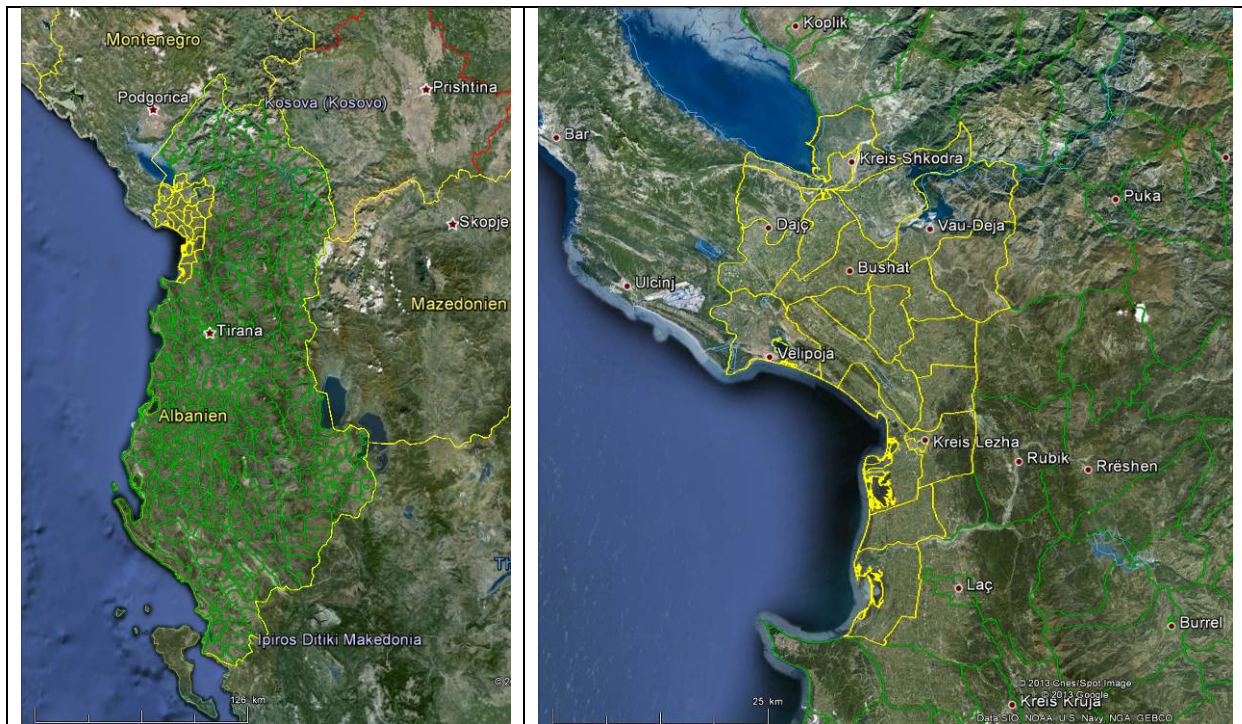 Montenegro
Podgorica
Kosova (Kosovo)
Prishtina
Skopje
Mazedonien
Tirana
Albanien
Ipiros Ditiki Makedonia
126 km
Koplik
Bar
Kreis-Shkodra
Puka
Dajç
Vau-Deja
Bushat
Ulcinj
Velipoja
Kreis Lezha
Rubik
Rrëshen
Laç
Burrel
© 2013 Cnes/Spot Image
© 2013 Google
25 km
Kreis Kruja
Data SIO, NOAA, U.S. Navy, NGA, GEBCO